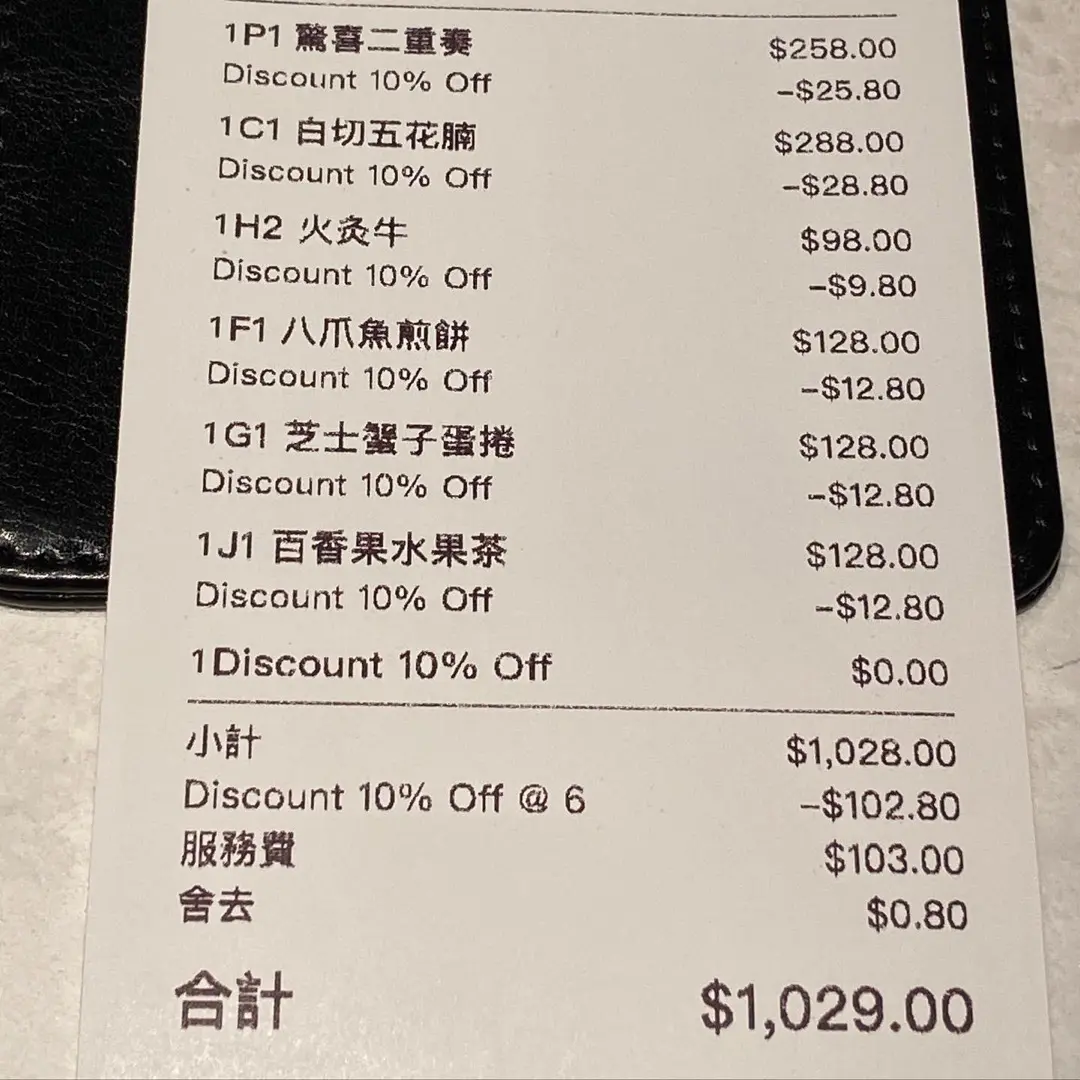 1P1 驚喜二重奏 $258.00
Discount 10% Off -$25.80
1C1 白切五花腩 $288.00
Discount 10% Off -$28.80
1H2 火灸牛 $98.00
Discount 10% Off -$9.80
1F1 八爪魚煎餅 $128.00
Discount 10% Off -$12.80
1G1 芝士蟹子蛋捲 $128.00
Discount 10% Off -$12.80
1J1 百香果水果茶 $128.00
Discount 10% Off -$12.80
1Discount 10% Off $0.00
小計 $1,028.00
Discount 10% Off @ 6 -$102.80
服務費 $103.00
舍去 $0.80
合計 $1,029.00